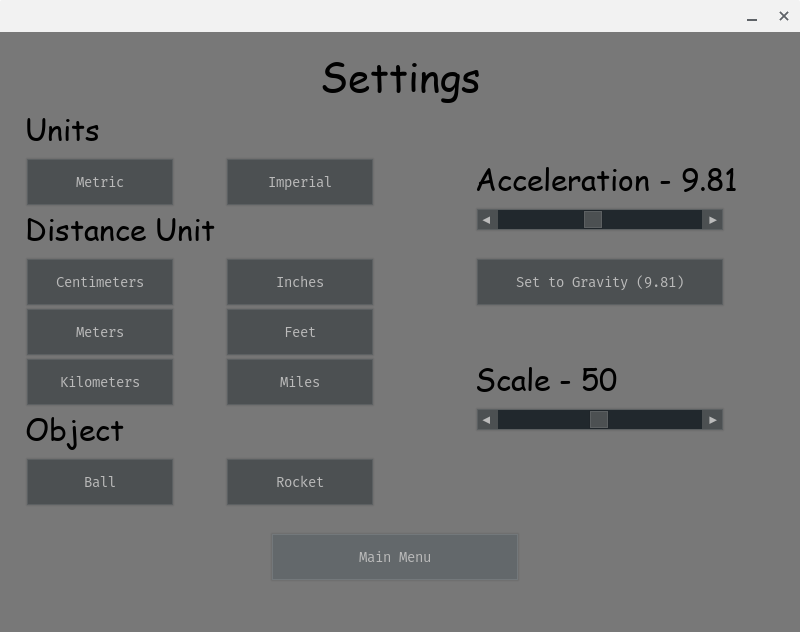 Settings
Units
Metric
Imperial
Distance Unit
Centimeters
Inches
Meters
Feet
Kilometers
Miles
Object
Ball
Rocket
Acceleration - 9.81
Set to Gravity (9.81)
Scale - 50
Main Menu